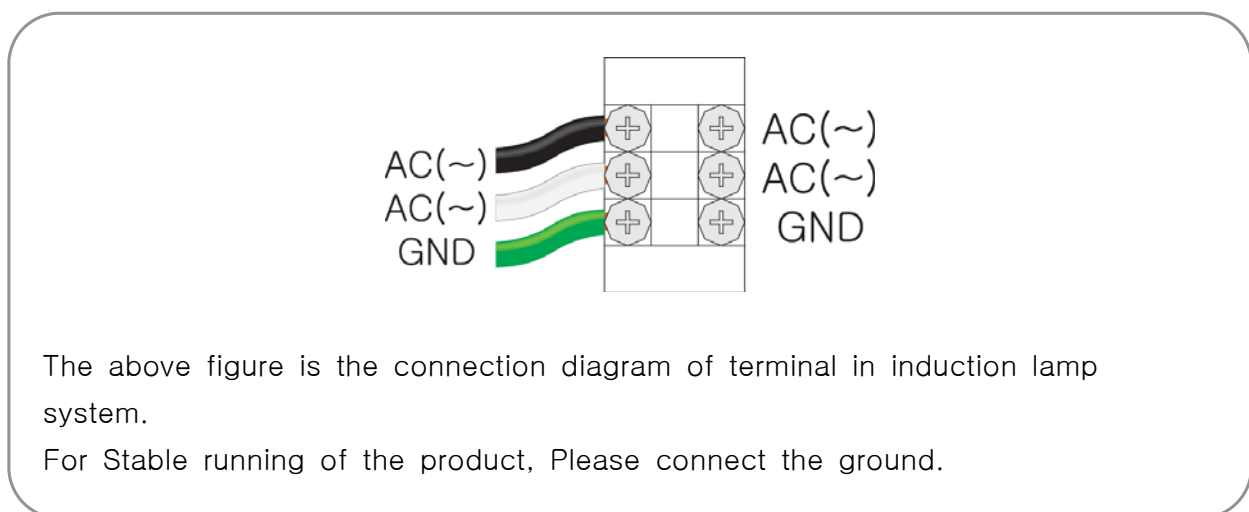 AC(~)
AC(~)
GND
AC(~)
AC(~)
GND
The above figure is the connection diagram of terminal in induction lamp
system.
For Stable running of the product, Please connect the ground.